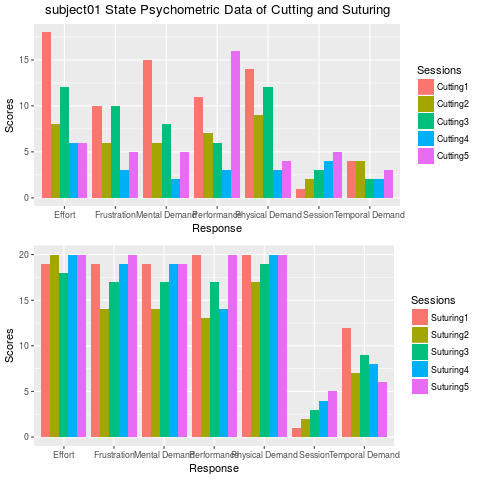 subject01 State Psychometric Data of Cutting and Suturing
Scores
15
10
5
0
Effort Frustration Mental Demand Performance Physical Demand Session Temporal Demand
Response
Sessions
Cutting1
Cutting2
Cutting3
Cutting4
Cutting5
Scores
20
15
10
5
0
Effort Frustration Mental Demand Performance Physical Demand Session Temporal Demand
Response
Sessions
Suturing1
Suturing2
Suturing3
Suturing4
Suturing5